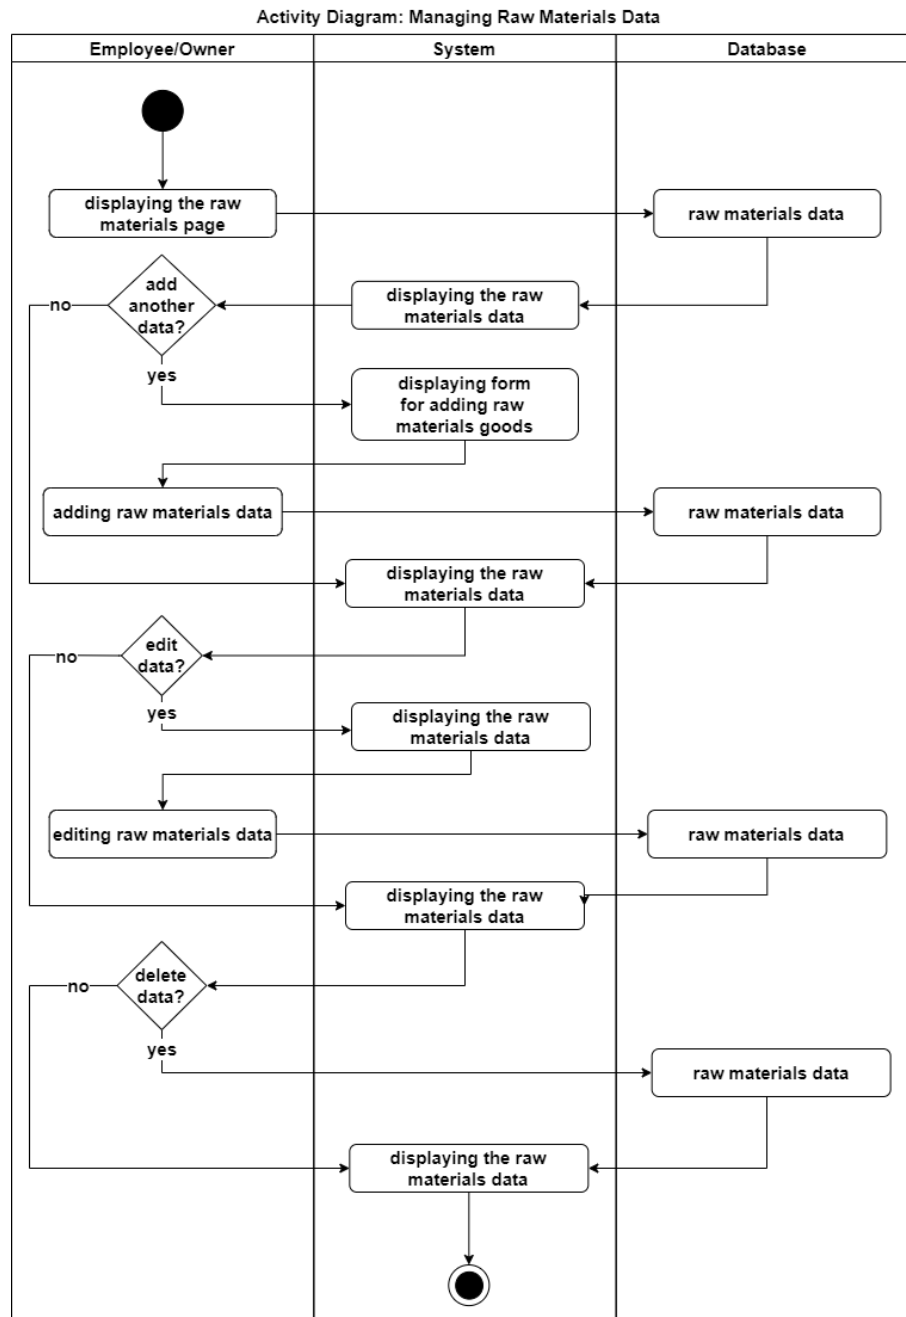 Activity Diagram: Managing Raw Materials Data
Employee/Owner
System
Database
displaying the raw
materials page
raw materials data
displaying the raw
materials data
add
another
data?
no
yes
displaying form
for adding raw
materials goods
adding raw materials data
raw materials data
displaying the raw
materials data
edit
data?
no
yes
displaying the raw
materials data
editing raw materials data
raw materials data
displaying the raw
materials data
delete
data?
no
yes
raw materials data
displaying the raw
materials data